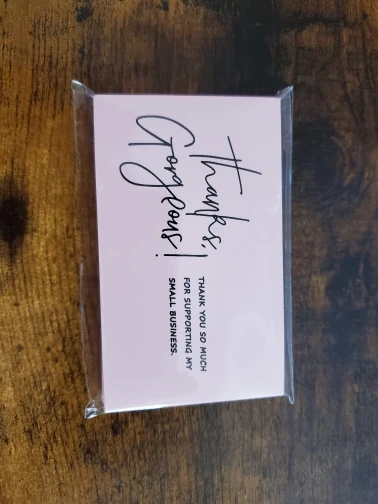 Thanks,
Gorgeous!
THANK YOU SO MUCH
FOR SUPPORTING MY
SMALL BUSINESS.